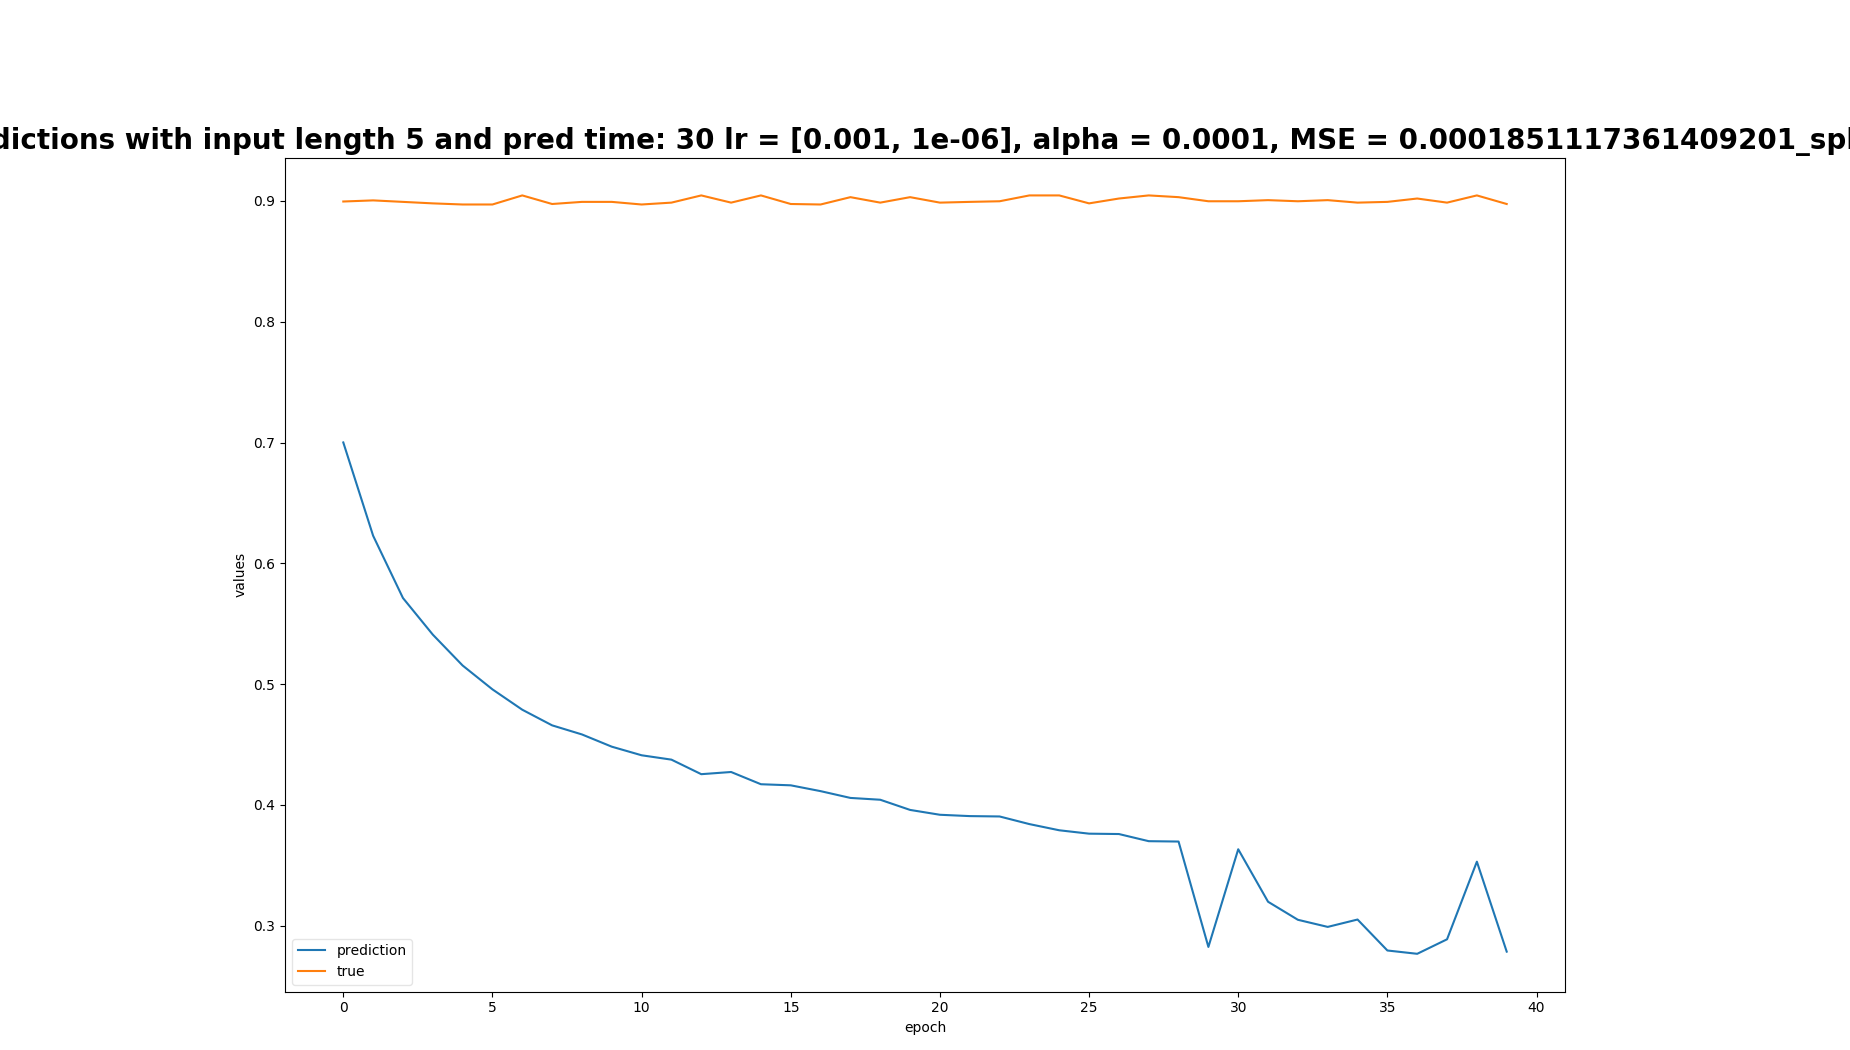 dictions with input length 5 and pred time: 30 lr = [0.001, 1e-06], alpha = 0.0001, MSE = 0.0001851117361409201_spl
0.9
0.8
0.7
0.6
0.5
0.4
0.3
values
prediction
true
0 5 10 15 20 25 30 35 40
epoch